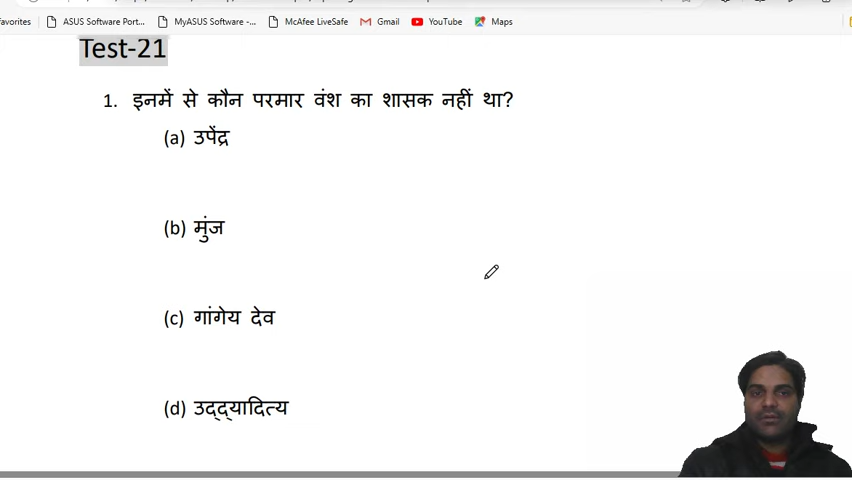 avorites ASUS Software Port... MyASUS Software -... McAfee LiveSafe Gmail YouTube Maps
Test-21
1. इनमें से कौन परमार वंश का शासक नहीं था?
(a) उपेंद्र
(b) मुंज
(c) गांगेय देव
(d) उद्द्यादित्य